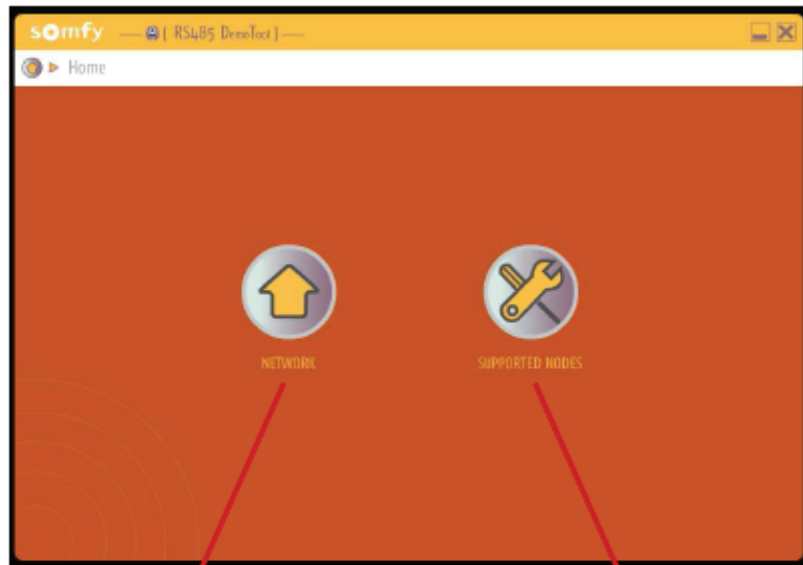 somfy — [ RS485 DemoTool ] —
Home
NETWORK
SUPPORTED NODES